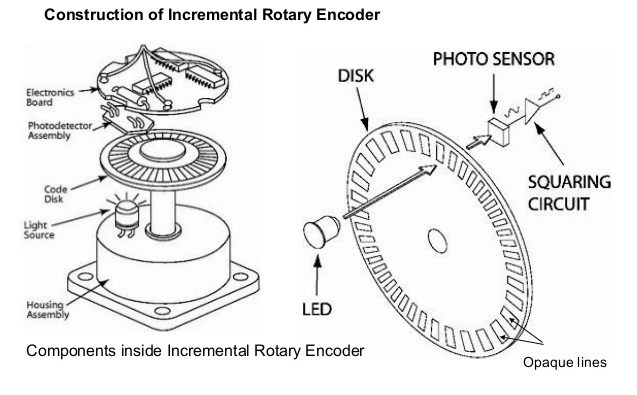 Construction of Incremental Rotary Encoder
Electronics
Board
Photodetector
Assembly
Code
Disk
Light
Source
Housing
Assembly
Components inside Incremental Rotary Encoder
PHOTO SENSOR
DISK
SQUARING
CIRCUIT
LED
Opaque lines